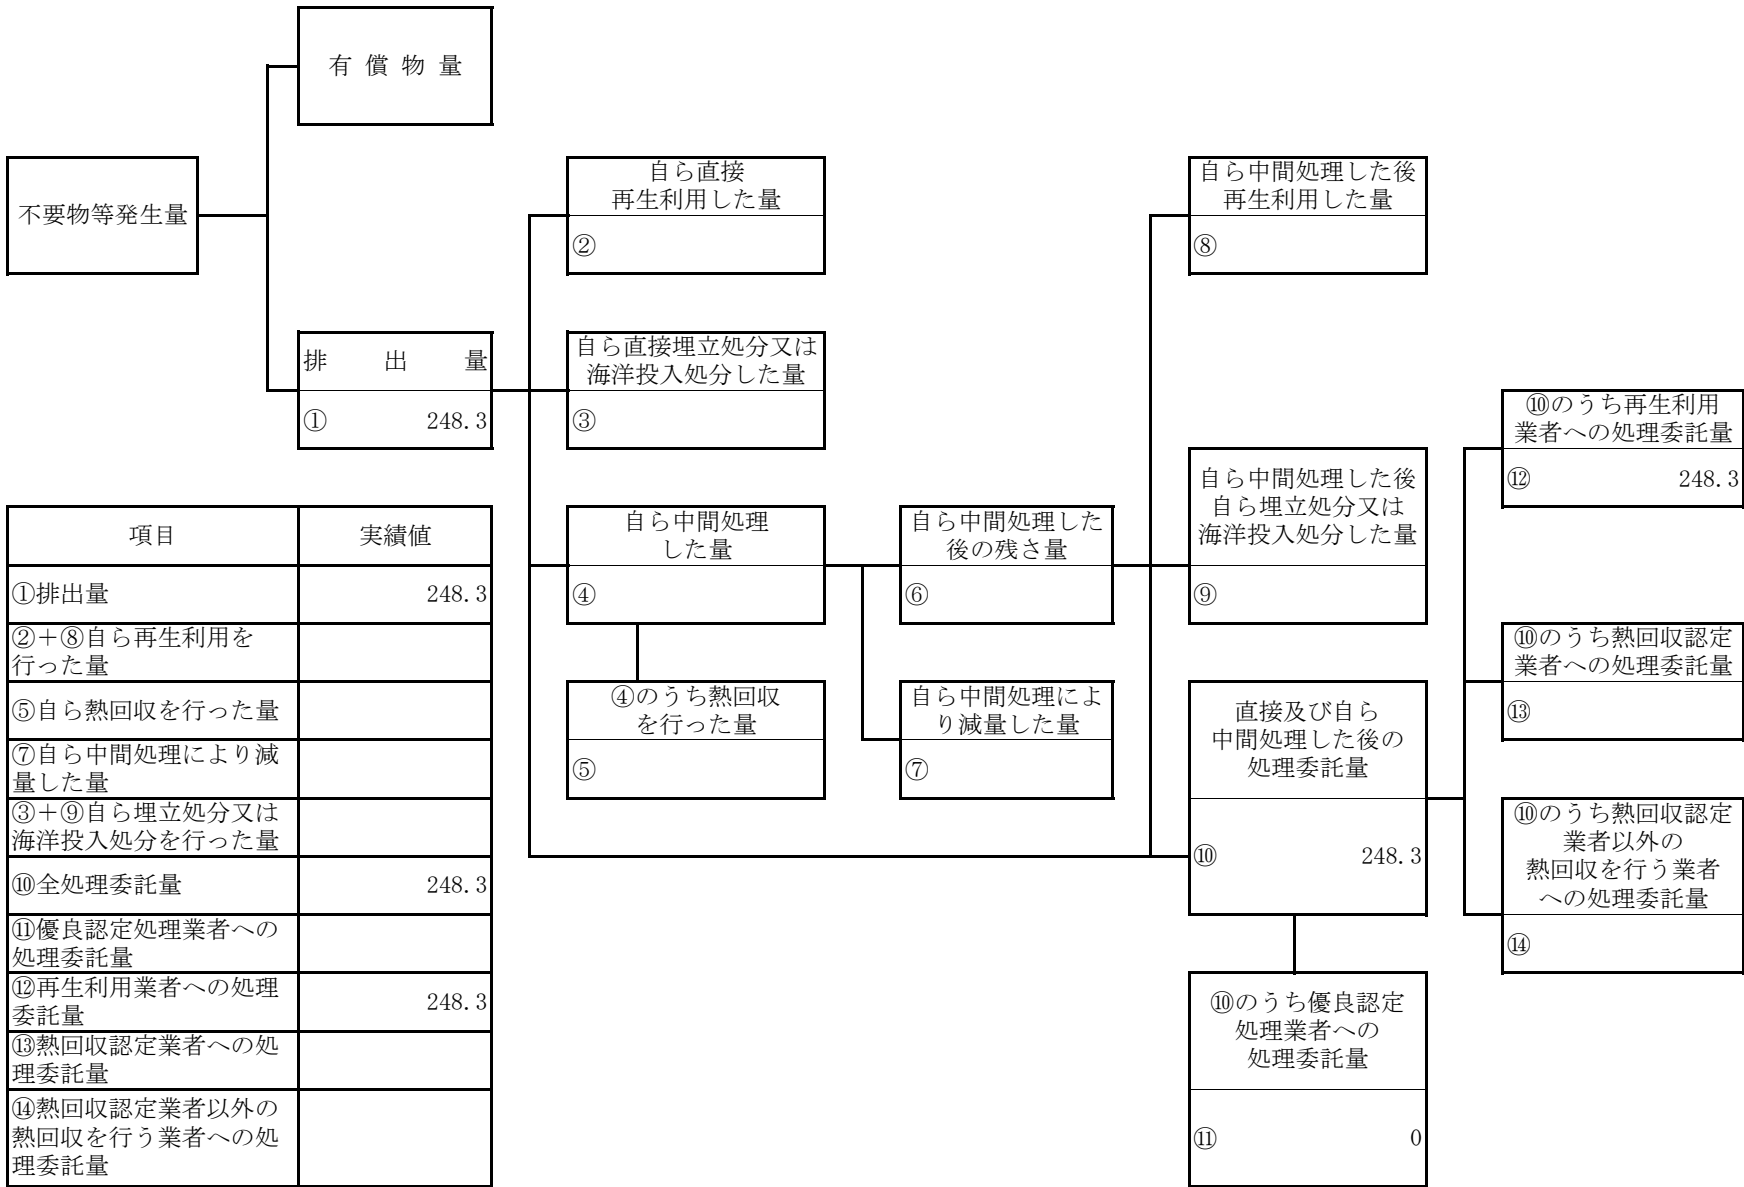 有償物量
不要物等発生量
自ら直接
再生利用した量
②
自ら中間処理した後
再生利用した量
⑧
排出量
① 248.3
自ら直接埋立処分又は
海洋投入処分した量
③
⑩のうち再生利用
業者への処理委託量
⑫ 248.3
自ら中間処理した後
自ら埋立処分又は
海洋投入処分した量
⑨
自ら中間処理
した量
④
自ら中間処理した
後の残さ量
⑥
⑩のうち熱回収認定
業者への処理委託量
⑬
④のうち熱回収
を行った量
⑤
自ら中間処理によ
り減量した量
⑦
直接及び自ら
中間処理した後の
処理委託量
⑩ 248.3
⑩のうち熱回収認定
業者以外の
熱回収を行う業者
への処理委託量
⑭
⑩のうち優良認定
処理業者への
処理委託量
⑪ 0
項目 実績値
①排出量 248.3
②+⑧自ら再生利用を
行った量
⑤自ら熱回収を行った量
⑦自ら中間処理により減
量した量
③+⑨自ら埋立処分又は
海洋投入処分を行った量
⑩全処理委託量 248.3
⑪優良認定処理業者への
処理委託量
⑫再生利用業者への処理
委託量 248.3
⑬熱回収認定業者への処
理委託量
⑭熱回収認定業者以外の
熱回収を行う業者への処
理委託量